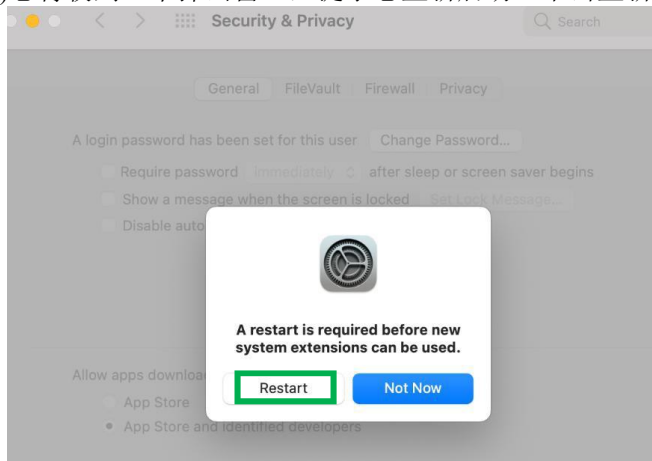 Security & Privacy
Search
General FileVault Firewall Privacy
A login password has been set for this user Change Password...
Require password Immediately after sleep or screen saver begins
Show a message when the screen is locked Set Lock Message...
Disable auto
A restart is required before new
system extensions can be used.
Allow apps downloa
Restart Not Now
App Store
App Store and identified developers